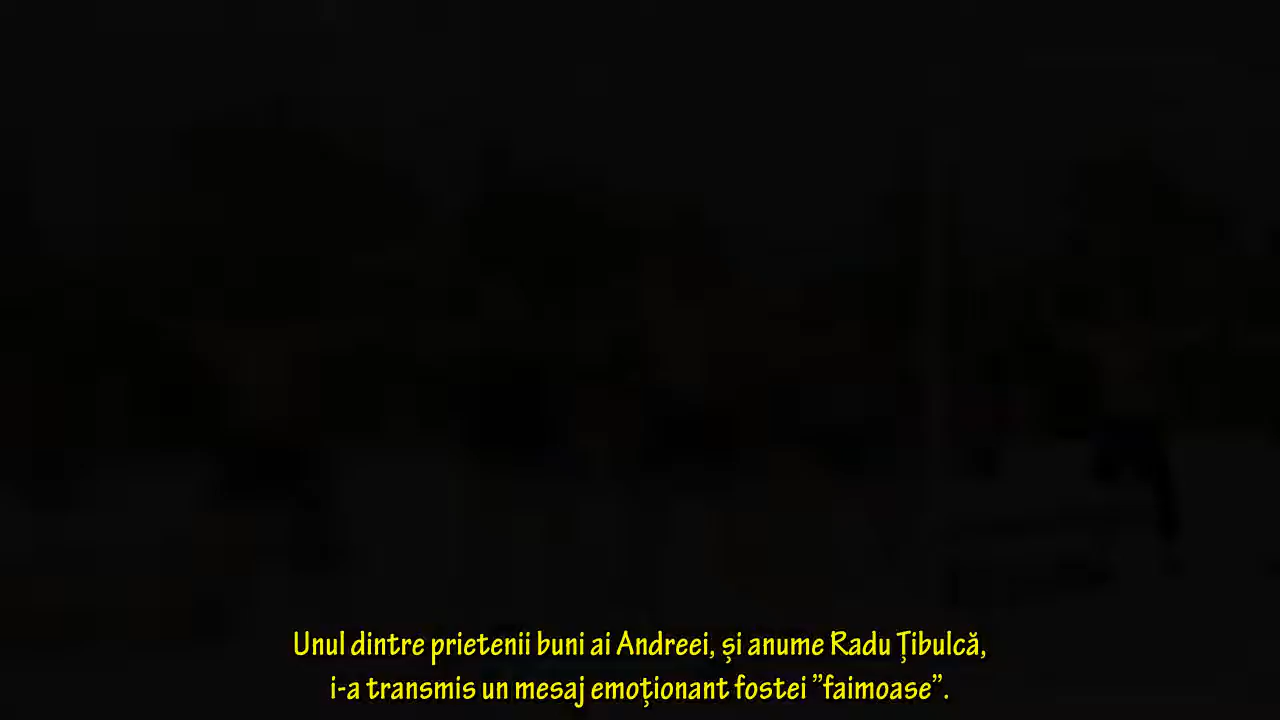 Unul dintre prietenii buni ai Andreei, și anume Radu Țibulcă,
i-a transmis un mesaj emoționant fostei ”faimoase”.